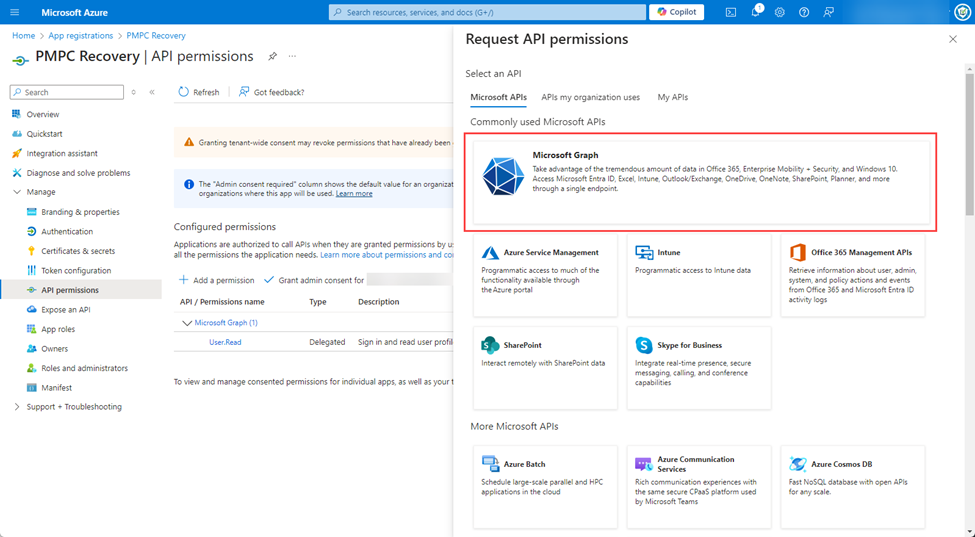 Microsoft Azure
Search resources, services, and docs (G+/)
Copilot
1
Home > App registrations > PMPC Recovery
PMPC Recovery | API permissions
Search
Overview
Quickstart
Integration assistant
Diagnose and solve problems
Manage
Branding & properties
Authentication
Certificates & secrets
Token configuration
API permissions
Expose an API
App roles
Owners
Roles and administrators
Manifest
Support + Troubleshooting
Refresh
Got feedback?
Granting tenant-wide consent may revoke permissions that have already been
The "Admin consent required" column shows the default value for an organizat
organizations where this app will be used. Learn more
Configured permissions
Applications are authorized to call APIs when they are granted permissions by us
all the permissions the application needs. Learn more about permissions and co
Add a permission
Grant admin consent for
API / Permissions name Type Description
Microsoft Graph (1)
User.Read Delegated Sign in and read user profil
To view and manage consented permissions for individual apps, as well as your t
Request API permissions
Select an API
Microsoft APIs APIs my organization uses My APIs
Commonly used Microsoft APIs
Microsoft Graph
Take advantage of the tremendous amount of data in Office 365, Enterprise Mobility + Security, and Windows 10.
Access Microsoft Entra ID, Excel, Intune, Outlook/Exchange, OneDrive, OneNote, SharePoint, Planner, and more
through a single endpoint.
Azure Service Management
Programmatic access to much of the
functionality available through
the Azure portal
Intune
Programmatic access to Intune data
Office 365 Management APIs
Retrieve information about user, admin,
system, and policy actions and events
from Office 365 and Microsoft Entra ID
activity logs
SharePoint
Interact remotely with SharePoint data
Skype for Business
Integrate real-time presence, secure
messaging, calling, and conference
capabilities
More Microsoft APIs
Azure Batch
Schedule large-scale parallel and HPC
applications in the cloud
Azure Communication
Services
Rich communication experiences with
the same secure CPaaS platform used
by Microsoft Teams
Azure Cosmos DB
Fast NoSQL database with open APIs
for any scale.